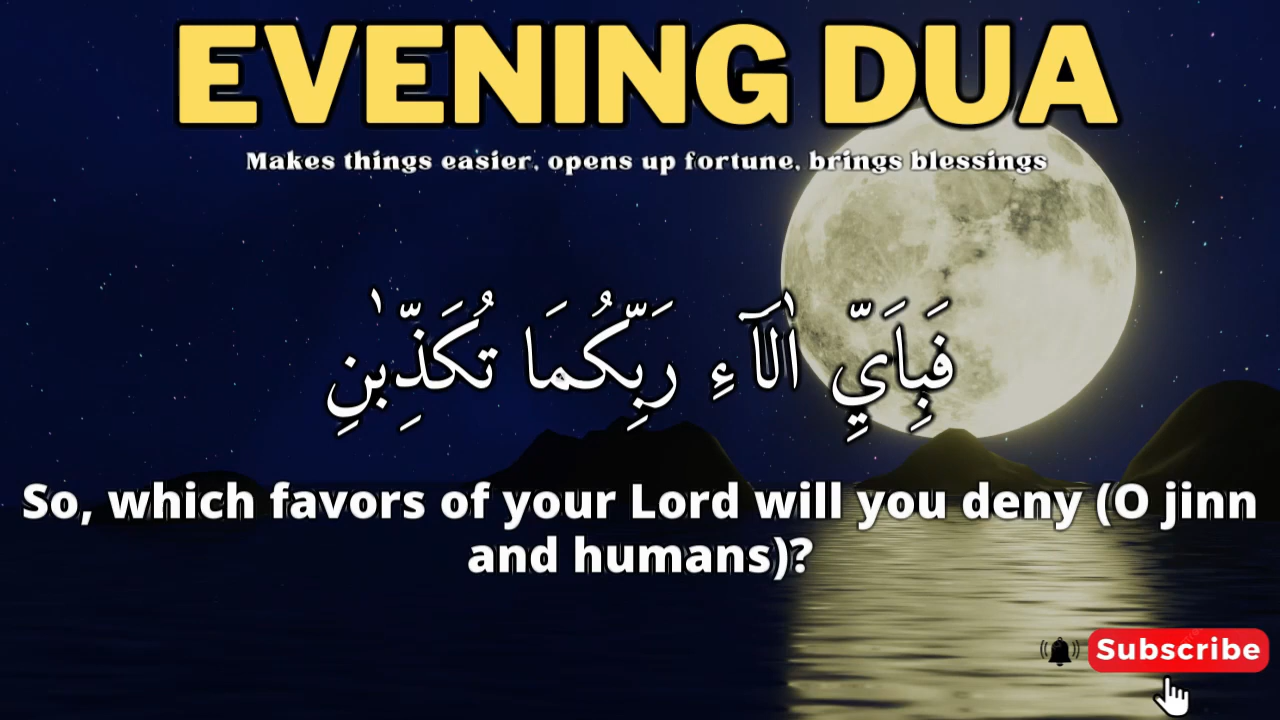 EVENING DUA
Makes things easier, opens up fortune, brings blessings
فَبِاَيِّ اٰلَآءِ رَبِّكُمَا تُكَذِّبٰنِ
So, which favors of your Lord will you deny (O jinn
and humans)?
Subscribe